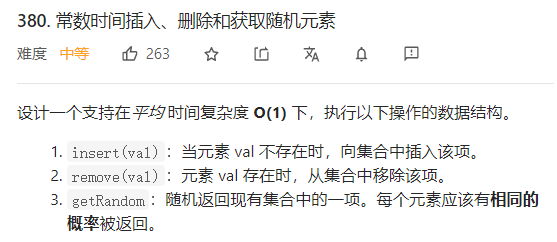 380. 常数时间插入、删除和获取随机元素
难度 中等 263
设计一个支持在平均 时间复杂度 O(1) 下，执行以下操作的数据结构。
1. insert(val)：当元素 val 不存在时，向集合中插入该项。
2. remove(val)：元素 val 存在时，从集合中移除该项。
3. getRandom：随机返回现有集合中的一项。每个元素应该有相同的
概率被返回。